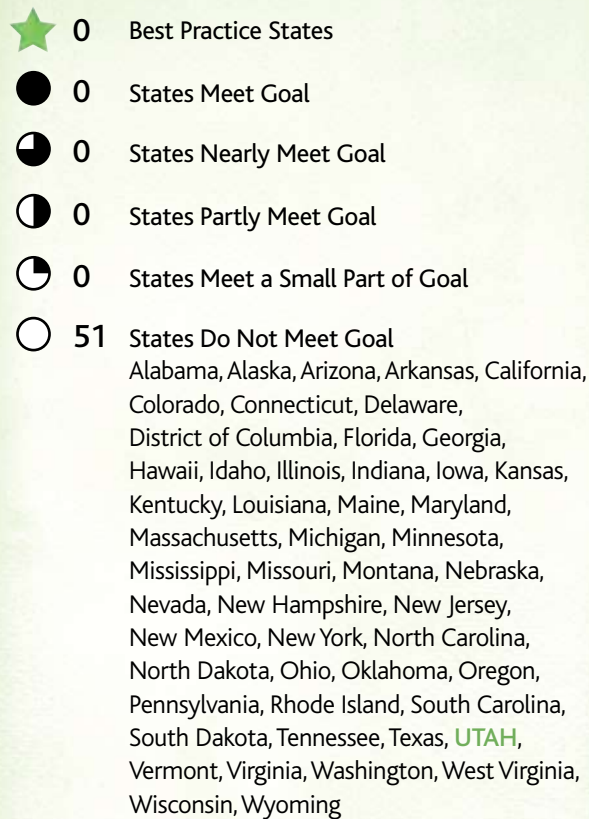 0 Best Practice States
0 States Meet Goal
0 States Nearly Meet Goal
0 States Partly Meet Goal
0 States Meet a Small Part of Goal
51 States Do Not Meet Goal
Alabama, Alaska, Arizona, Arkansas, California,
Colorado, Connecticut, Delaware,
District of Columbia, Florida, Georgia,
Hawaii, Idaho, Illinois, Indiana, Iowa, Kansas,
Kentucky, Louisiana, Maine, Maryland,
Massachusetts, Michigan, Minnesota,
Mississippi, Missouri, Montana, Nebraska,
Nevada, New Hampshire, New Jersey,
New Mexico, New York, North Carolina,
North Dakota, Ohio, Oklahoma, Oregon,
Pennsylvania, Rhode Island, South Carolina,
South Dakota, Tennessee, Texas, UTAH,
Vermont, Virginia, Washington, West Virginia,
Wisconsin, Wyoming